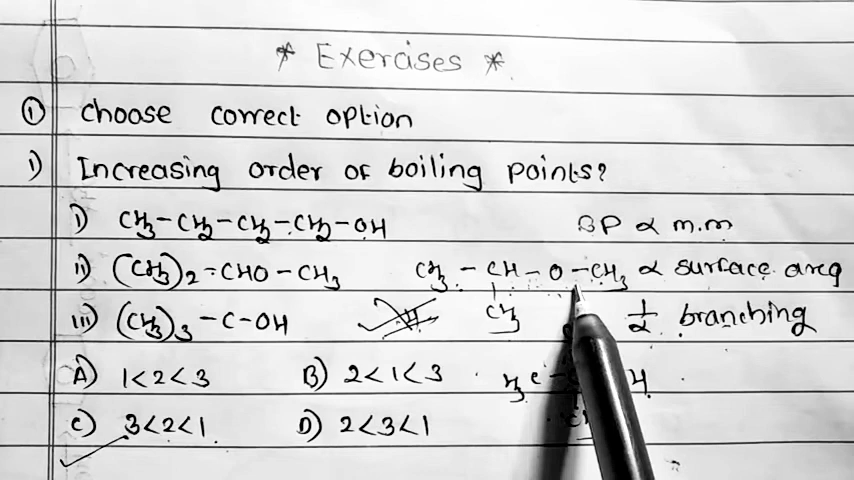 * Exercises *
① Choose correct option
i) Increasing order of boiling points?
i) CH3-CH2-CH2-CH2-OH BP ∝ m.m
ii) (CH3)2=CHO-CH3 CH3-CH-O-CH3 ∝ surface area
CH3
iii) (CH3)3-C-OH 1/∝ branching
A) 1<2<3 B) 2<1<3 H3C-
C) 3<2<1 D) 2<3<1